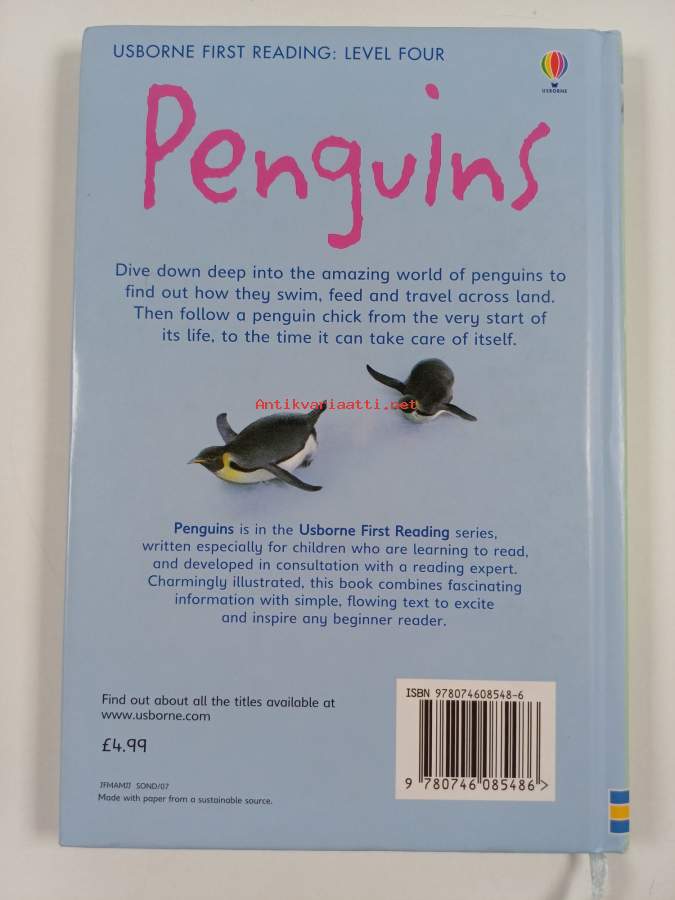 USBORNE FIRST READING: LEVEL FOUR
USBORNE
Penguins
Dive down deep into the amazing world of penguins to
find out how they swim, feed and travel across land.
Then follow a penguin chick from the very start of
its life, to the time it can take care of itself.
Antikvariaatti.net
Penguins is in the Usborne First Reading series,
written especially for children who are learning to read,
and developed in consultation with a reading expert.
Charmingly illustrated, this book combines fascinating
information with simple, flowing text to excite
and inspire any beginner reader.
Find out about all the titles available at
www.usborne.com
£4.99
JFMAMJJ SOND/07
Made with paper from a sustainable source.
ISBN 978074608548-6
9 780746 085486 >